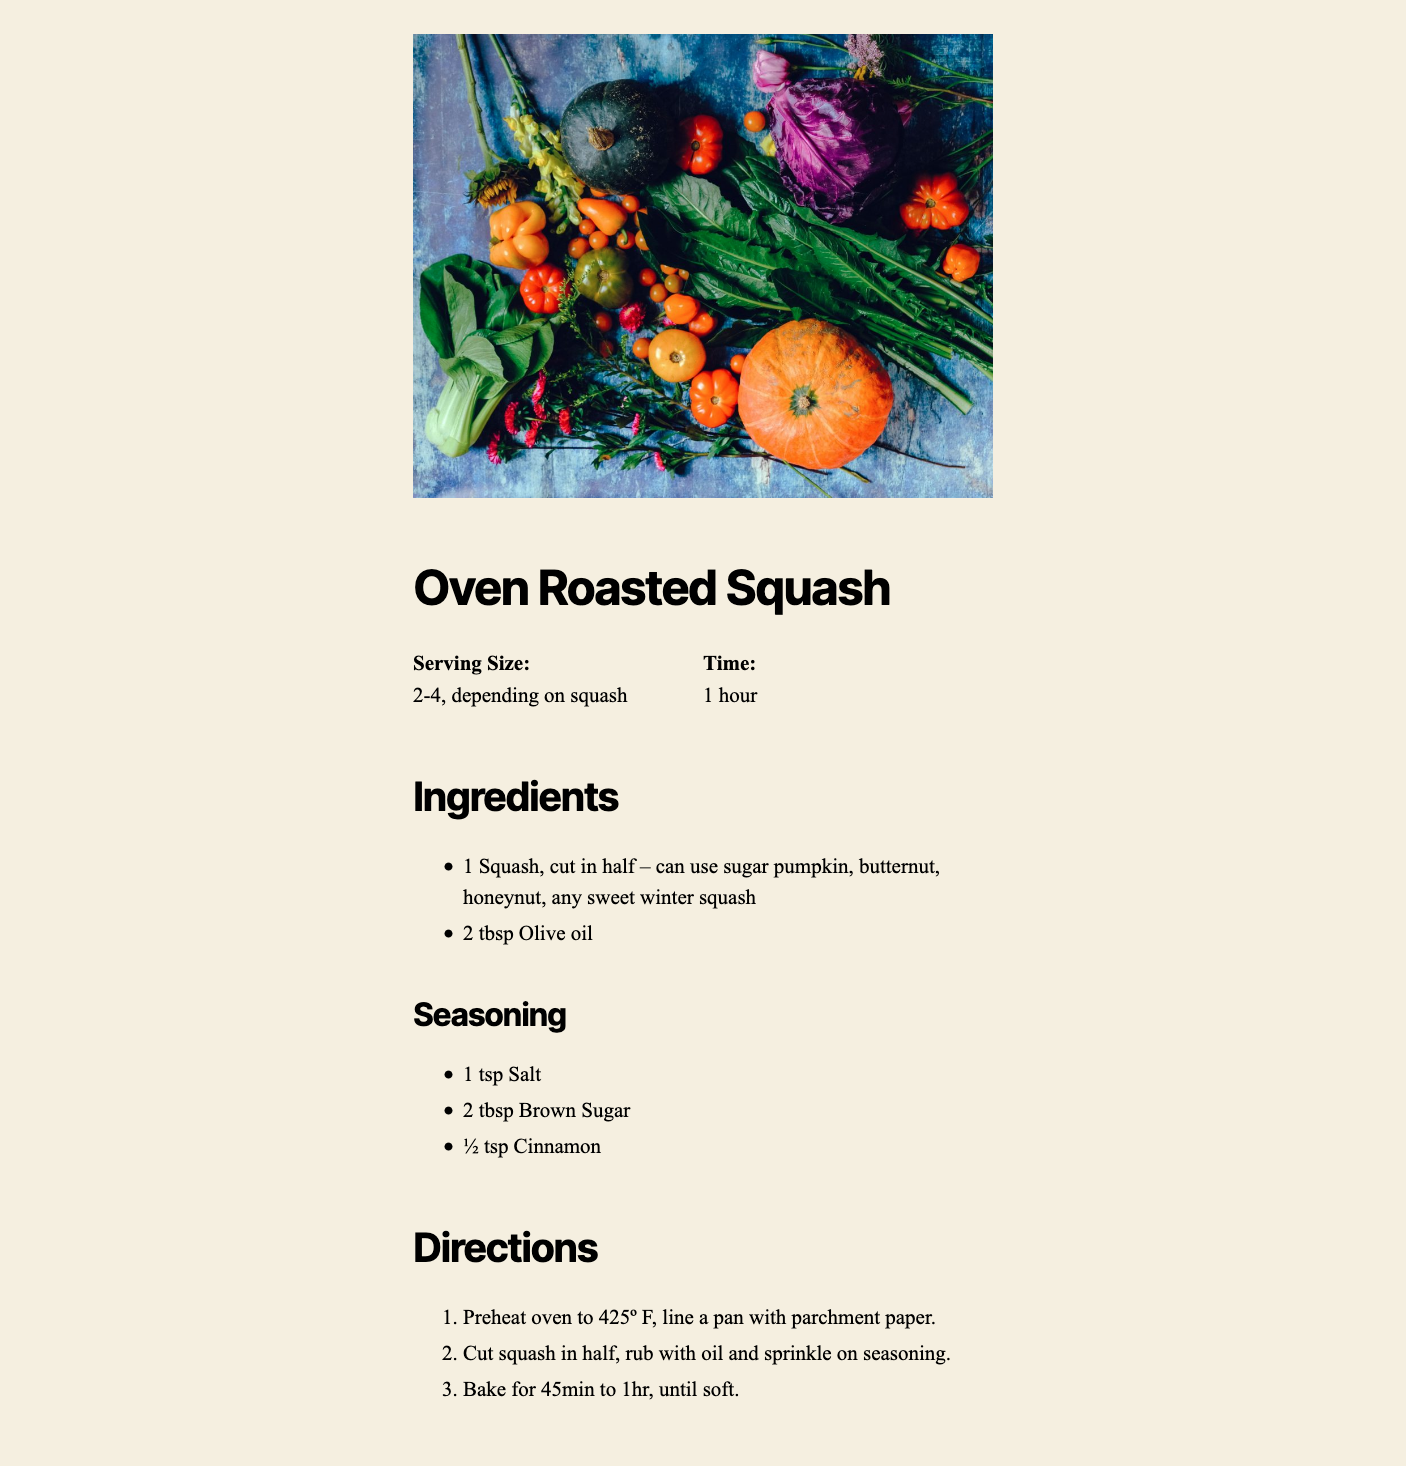 Oven Roasted Squash
Serving Size:
2-4, depending on squash
Time:
1 hour
Ingredients
• 1 Squash, cut in half – can use sugar pumpkin, butternut,
honeynut, any sweet winter squash
• 2 tbsp Olive oil
Seasoning
• 1 tsp Salt
• 2 tbsp Brown Sugar
• ½ tsp Cinnamon
Directions
1. Preheat oven to 425º F, line a pan with parchment paper.
2. Cut squash in half, rub with oil and sprinkle on seasoning.
3. Bake for 45min to 1hr, until soft.